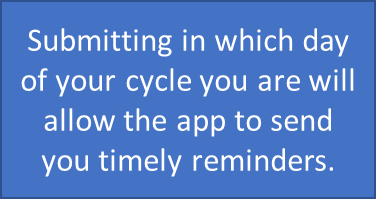 Submitting in which day
of your cycle you are will
allow the app to send
you timely reminders.